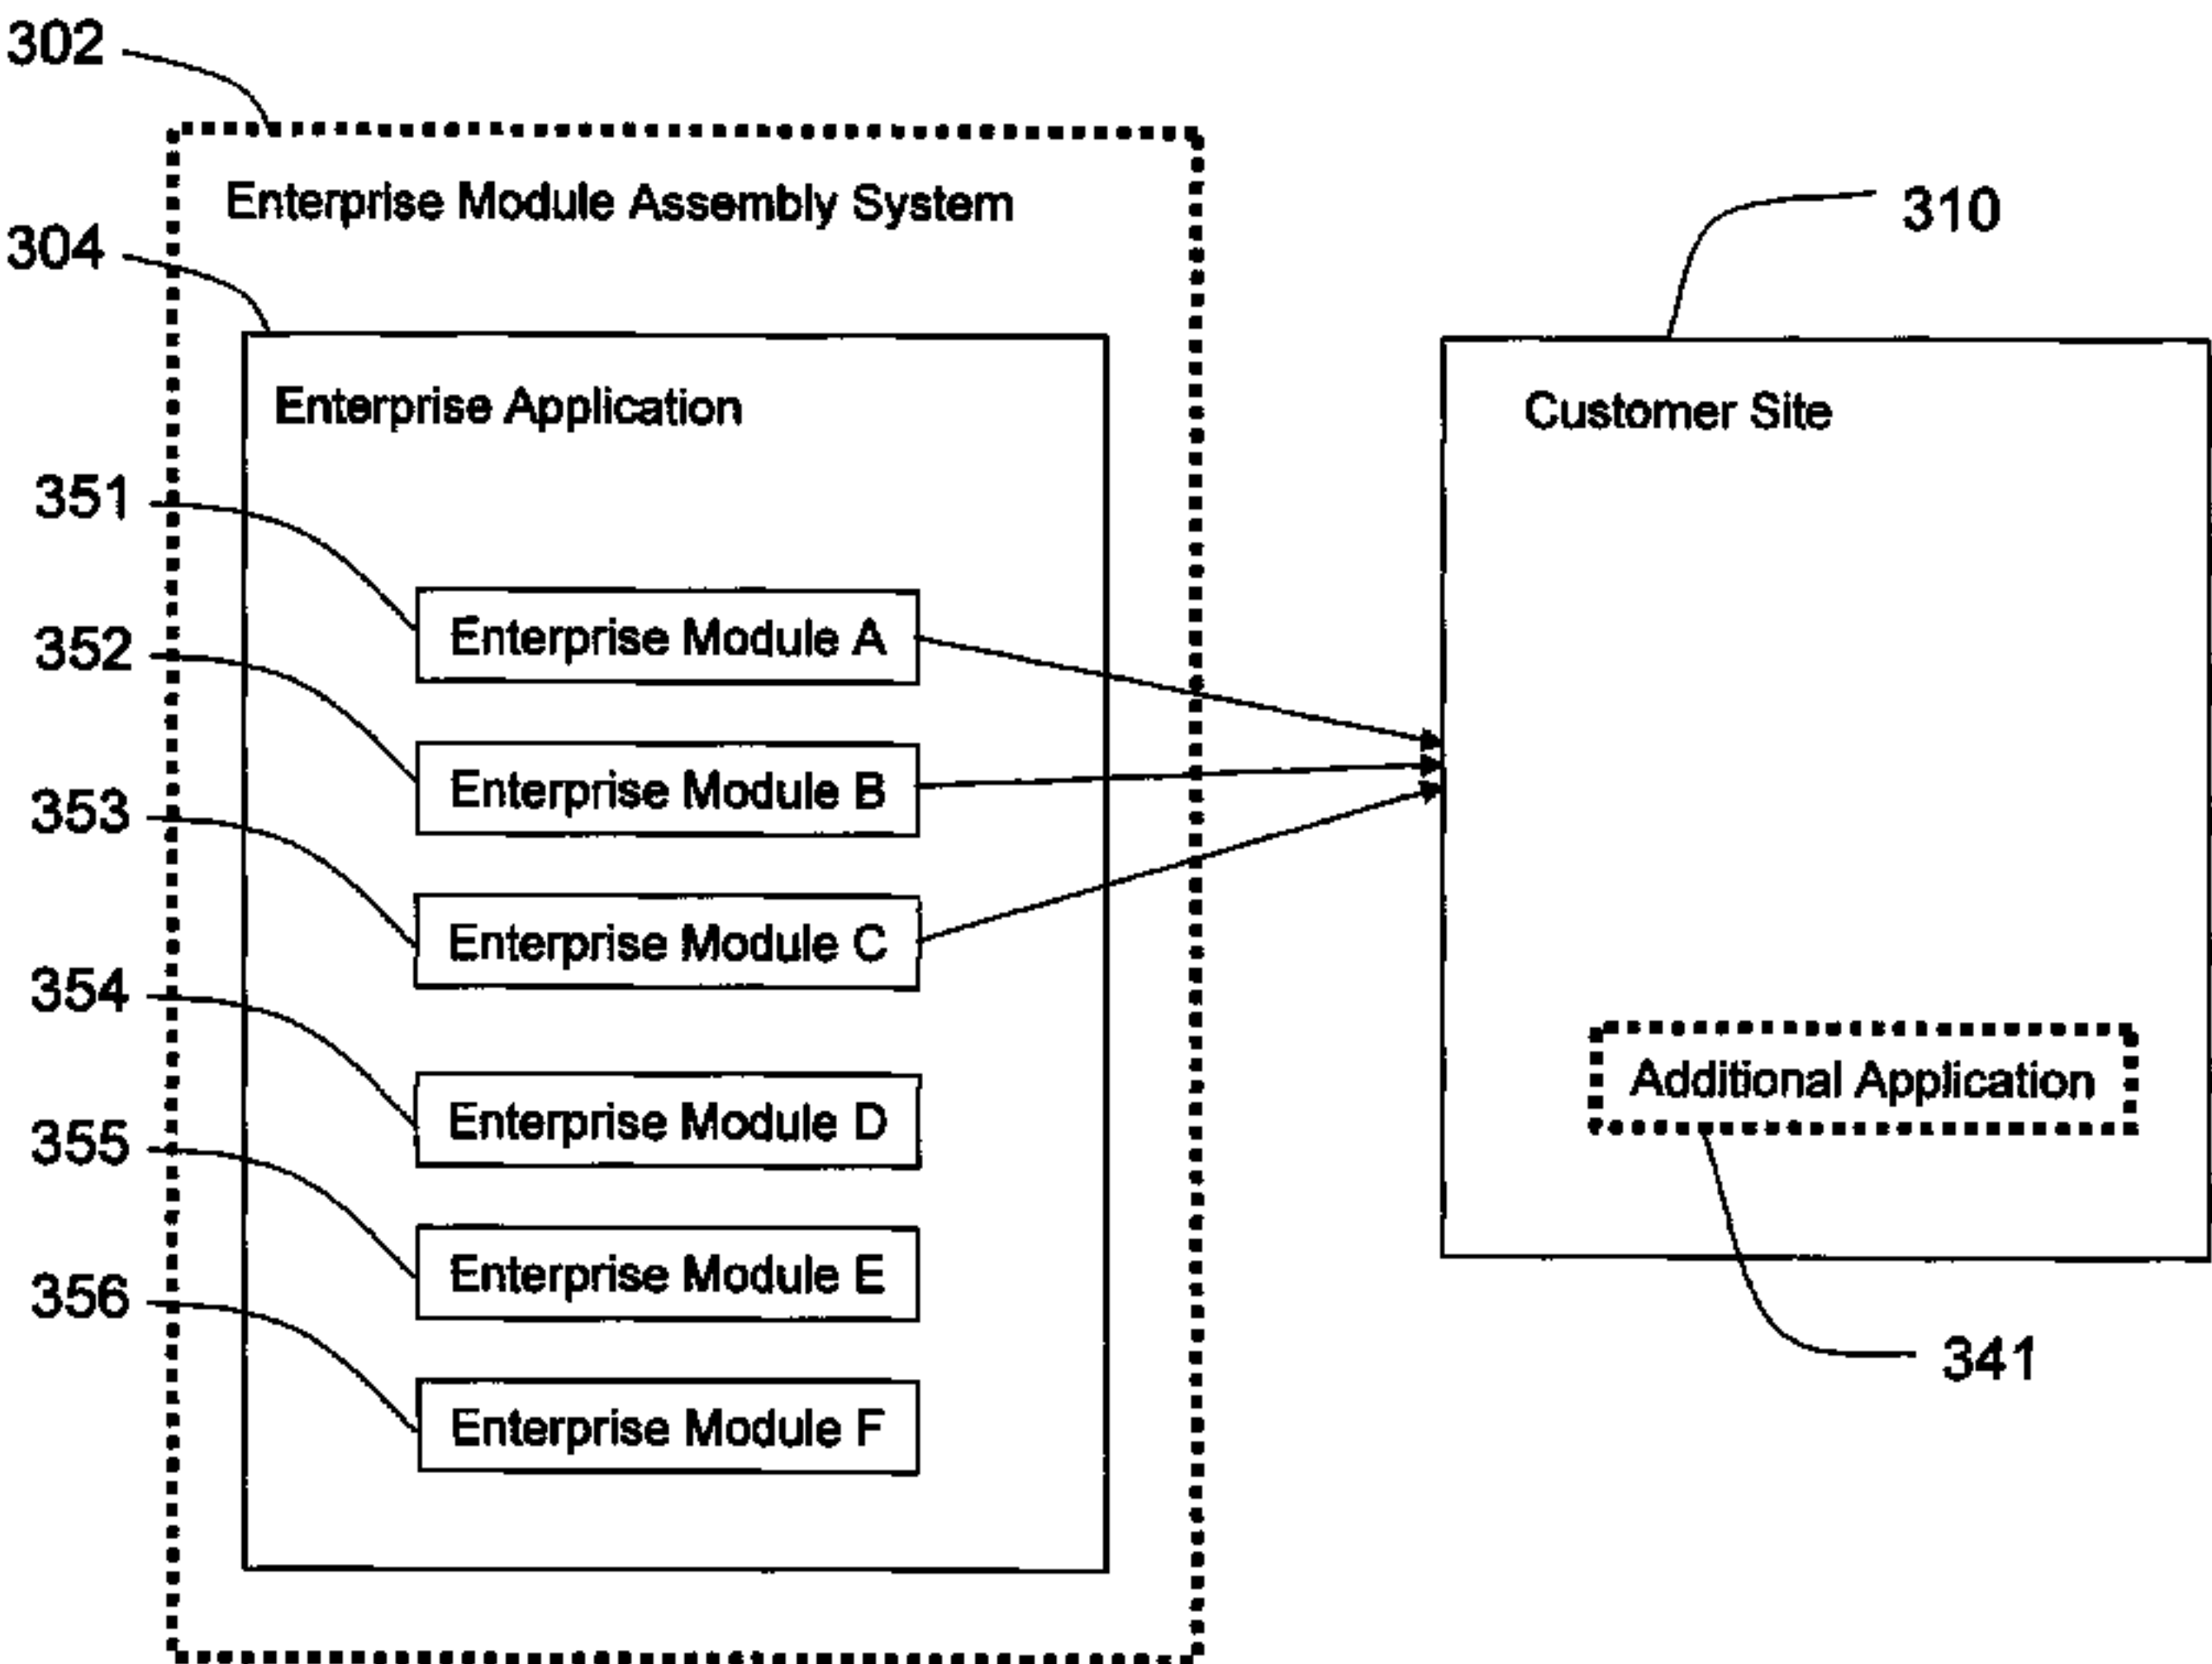 302
Enterprise Module Assembly System
310
304
Enterprise Application
Customer Site
351
Enterprise Module A
352
Enterprise Module B
353
Enterprise Module C
354
Additional Application
Enterprise Module D
355
Enterprise Module E
356
341
Enterprise Module F